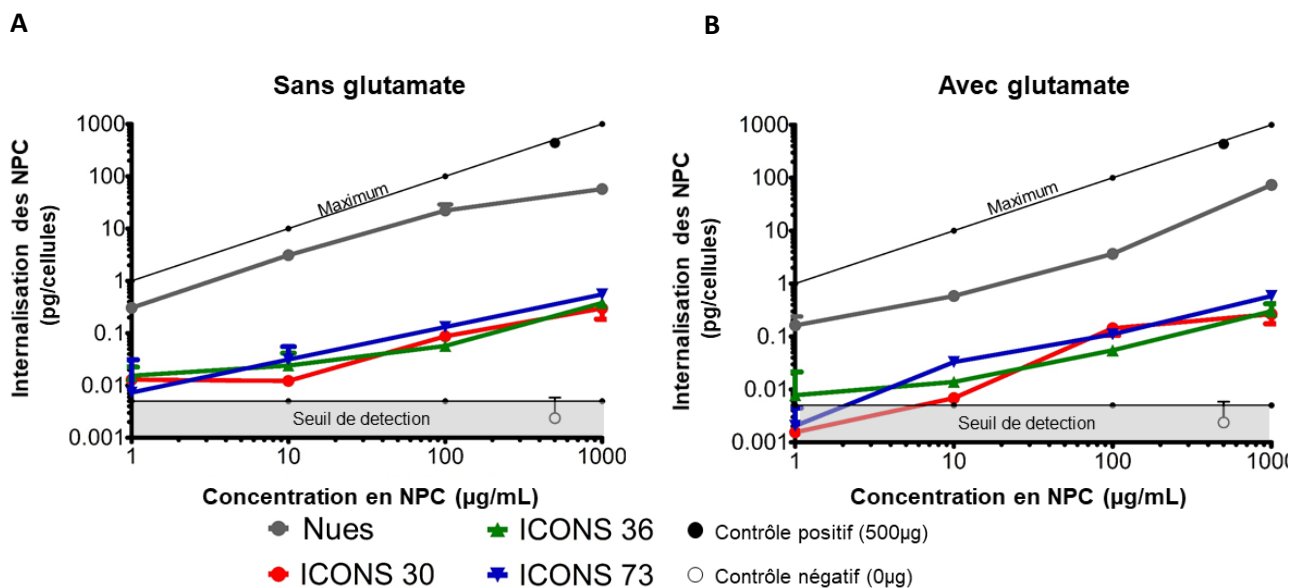 A
B
Sans glutamate
Avec glutamate
Internalisation des NPC
(pg/cellules)
1000
100
10
1
0.1
0.01
0.001
Maximum
Seuil de detection
1
10
100
1000
Concentration en NPC (µg/mL)
Internalisation des NPC
(pg/cellules)
1000
100
10
1
0.1
0.01
0.001
Maximum
Seuil de detection
1
10
100
1000
Concentration en NPC (µg/mL)
Nues
ICONS 36
Contrôle positif (500µg)
ICONS 30
ICONS 73
Contrôle négatif (0µg)